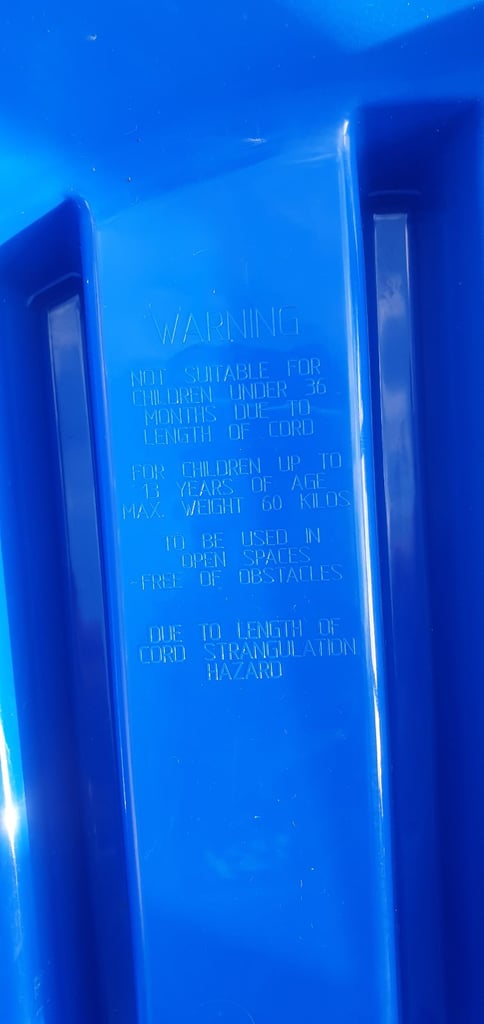 WARNING
NOT SUITABLE FOR
CHILDREN UNDER 36
MONTHS DUE TO
LENGTH OF CORD
FOR CHILDREN UP TO
13 YEARS OF AGE
MAX. WEIGHT 60 KILOS
TO BE USED IN
OPEN SPACES
-FREE OF OBSTACLES
DUE TO LENGTH OF
CORD STRANGULATION
HAZARD